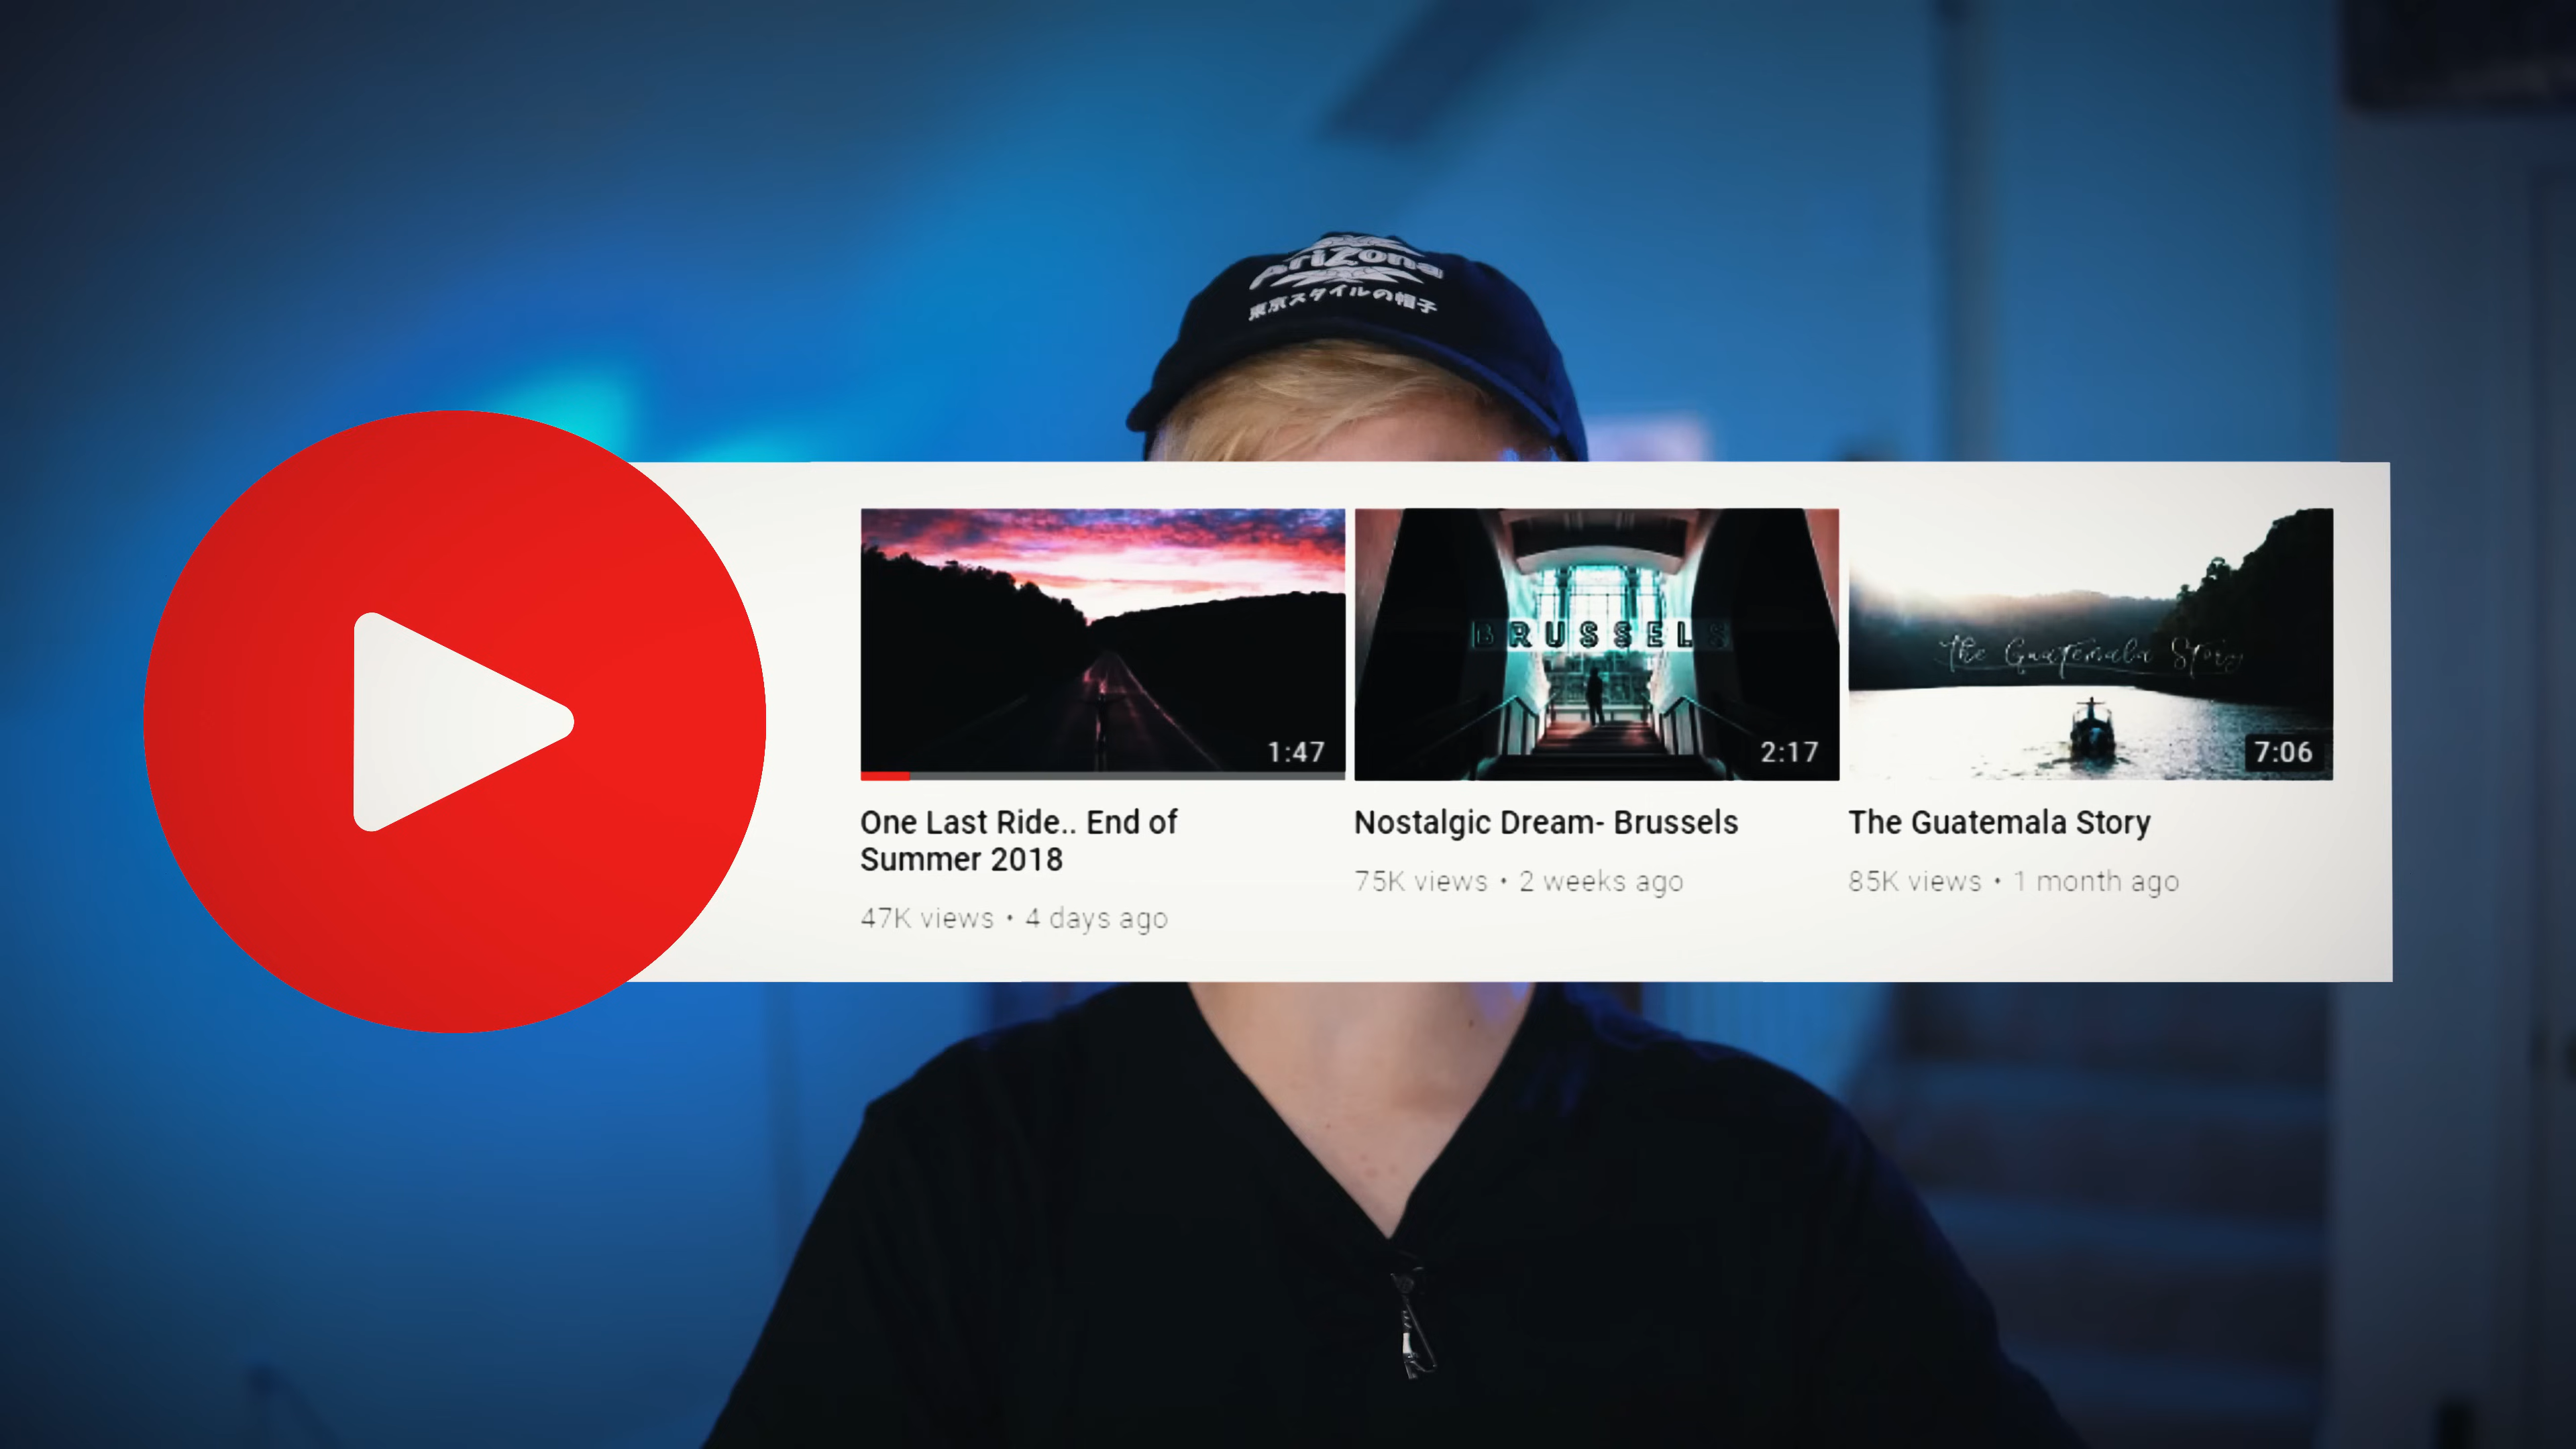 AriZona
東京スタイルの帽子
BRUSSELS
the Guatemala Story
1:47
2:17
7:06
One Last Ride.. End of
Summer 2018
47K views • 4 days ago
Nostalgic Dream- Brussels
75K views • 2 weeks ago
The Guatemala Story
85K views • 1 month ago